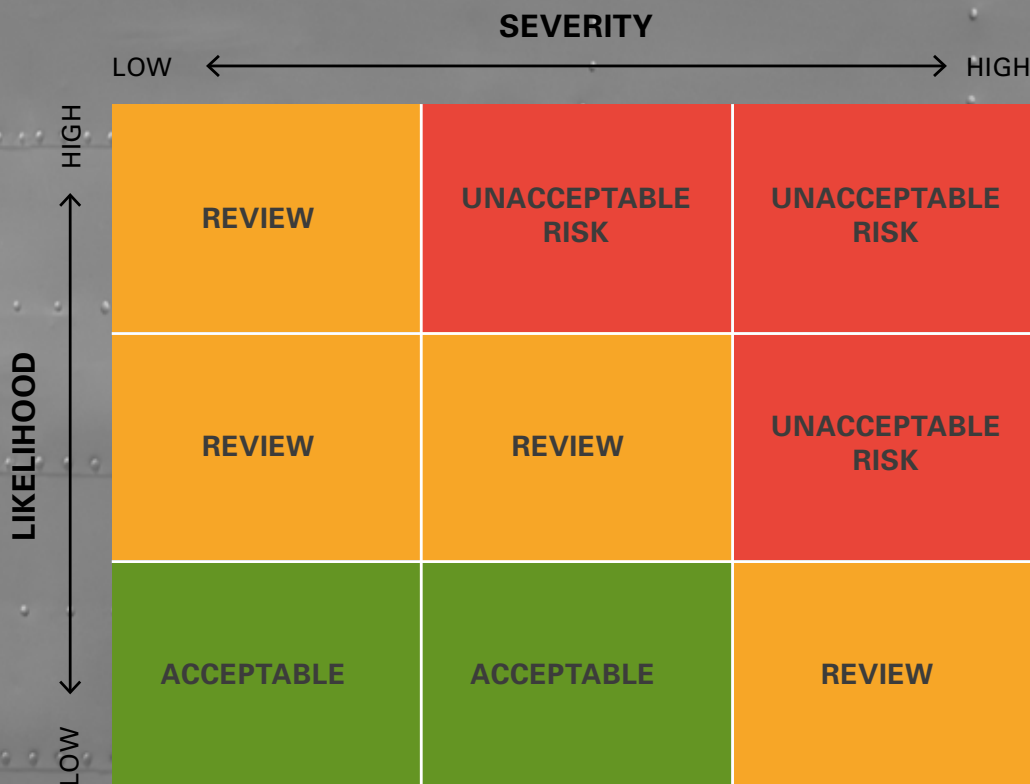 SEVERITY
LOW
HIGH
HIGH
LIKELIHOOD
LOW
REVIEW
UNACCEPTABLE
RISK
UNACCEPTABLE
RISK
REVIEW
REVIEW
UNACCEPTABLE
RISK
ACCEPTABLE
ACCEPTABLE
REVIEW